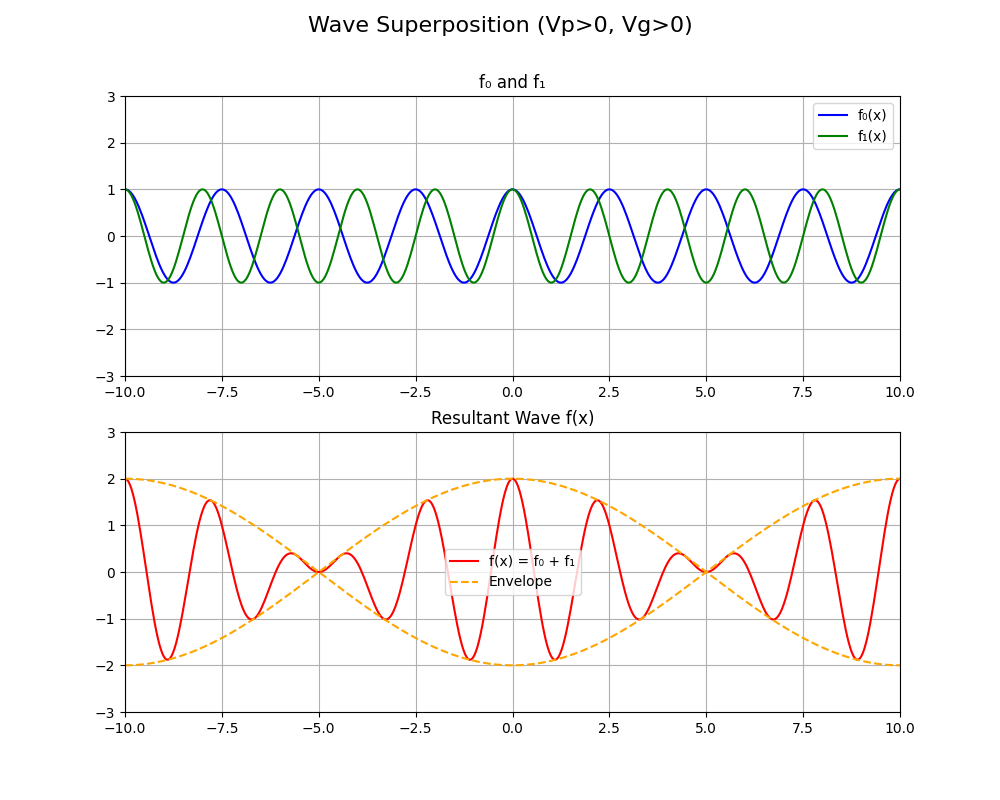 Wave Superposition (Vp>0, Vg>0)
f₀ and f₁
3
2
1
0
−1
−2
−3
f₀(x)
f₁(x)
−10.0 −7.5 −5.0 −2.5 0.0 2.5 5.0 7.5 10.0
Resultant Wave f(x)
3
2
1
0
−1
−2
−3
f(x) = f₀ + f₁
Envelope
−10.0 −7.5 −5.0 −2.5 0.0 2.5 5.0 7.5 10.0